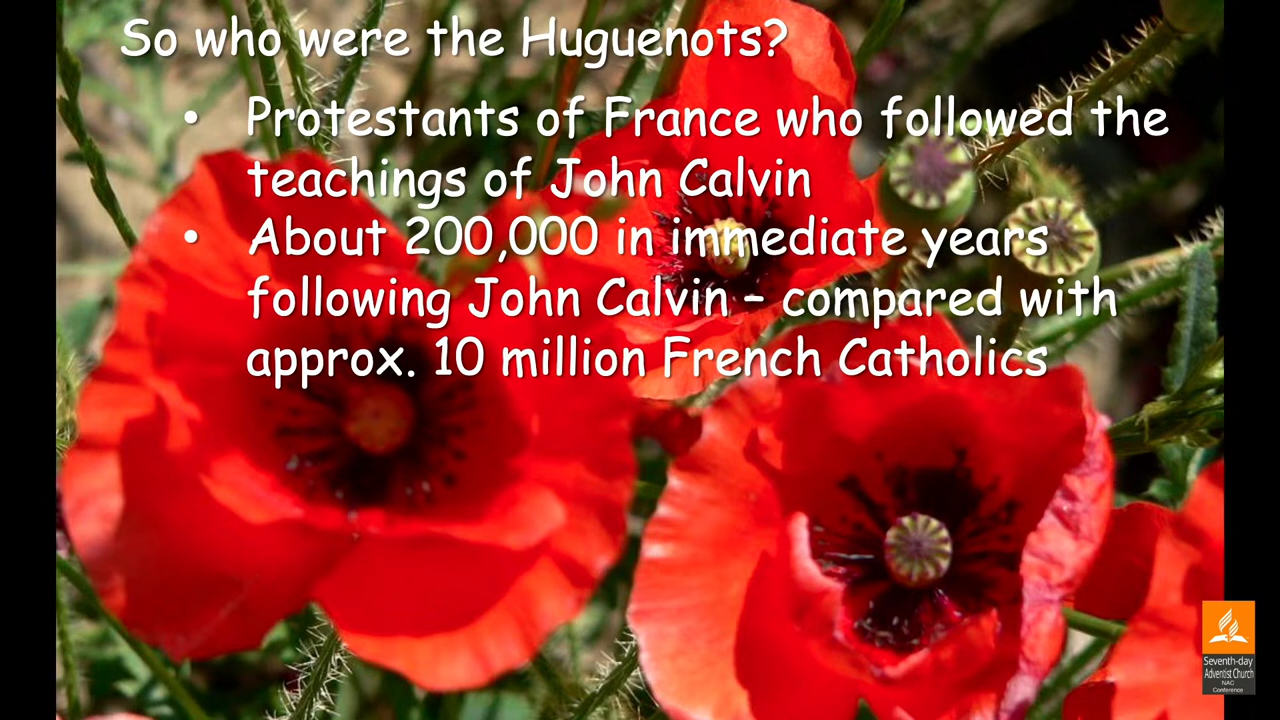 So who were the Huguenots?
• Protestants of France who followed the
teachings of John Calvin
• About 200,000 in immediate years
following John Calvin – compared with
approx. 10 million French Catholics
Seventh-day
Adventist Church
NAC
Conference